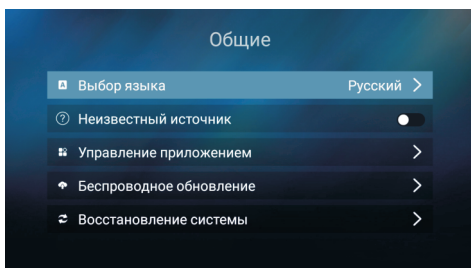 Общие
Выбор языка Русский
Неизвестный источник
Управление приложением
Беспроводное обновление
Восстановление системы